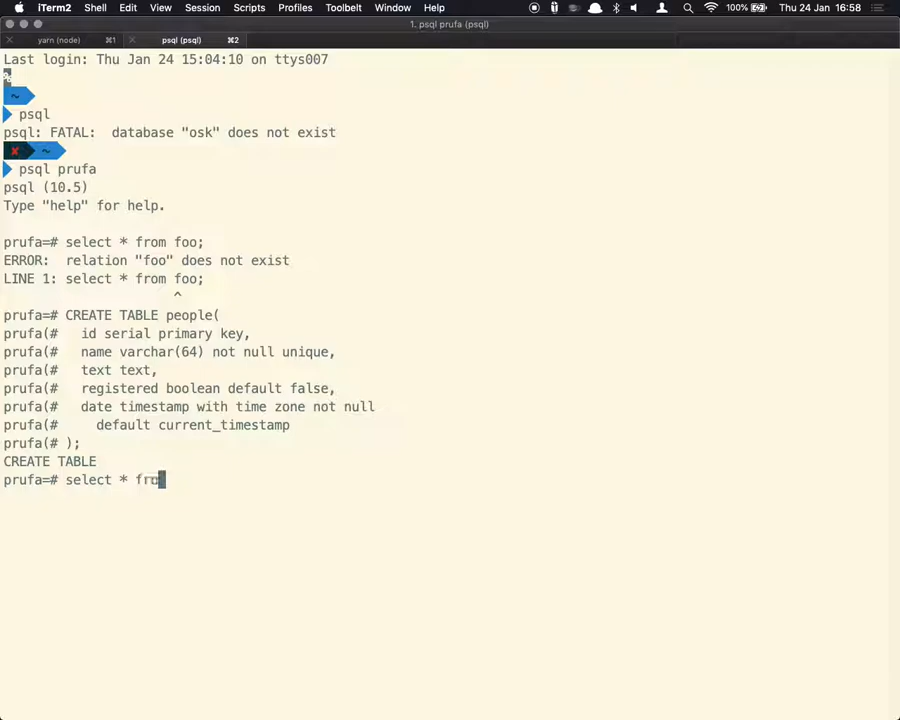 iTerm2 Shell Edit View Session Scripts Profiles Toolbelt Window Help 100% Thu 24 Jan 16:58
1. psql prufa (psql)
yarn (node) ⌘1 psql (psql) ⌘2
Last login: Thu Jan 24 15:04:10 on ttys007
%
~
psql
psql: FATAL:  database "osk" does not exist
✘ ~
psql prufa
psql (10.5)
Type "help" for help.
prufa=# select * from foo;
ERROR:  relation "foo" does not exist
LINE 1: select * from foo;
^
prufa=# CREATE TABLE people(
prufa(#   id serial primary key,
prufa(#   name varchar(64) not null unique,
prufa(#   text text,
prufa(#   registered boolean default false,
prufa(#   date timestamp with time zone not null
prufa(#     default current_timestamp
prufa(# );
CREATE TABLE
prufa=# select * fro